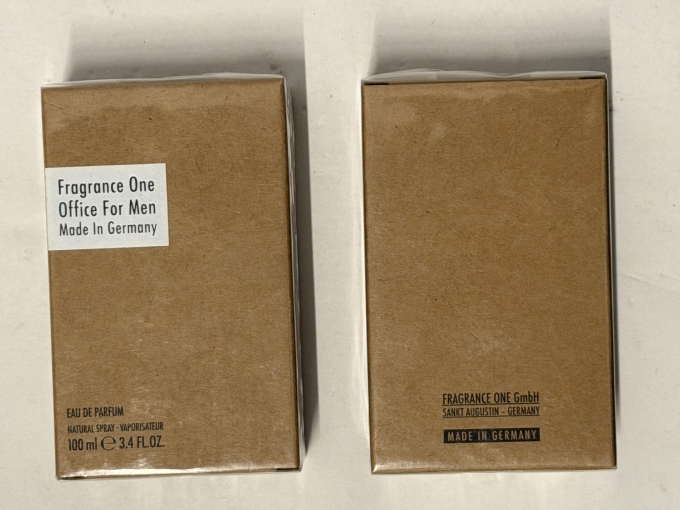 Fragrance One
Office For Men
Made In Germany
EAU DE PARFUM
NATURAL SPRAY · VAPORISATEUR
100 ml ℮ 3.4 FL.OZ.
FRAGRANCE ONE GmbH
SANKT AUGUSTIN – GERMANY
MADE IN GERMANY